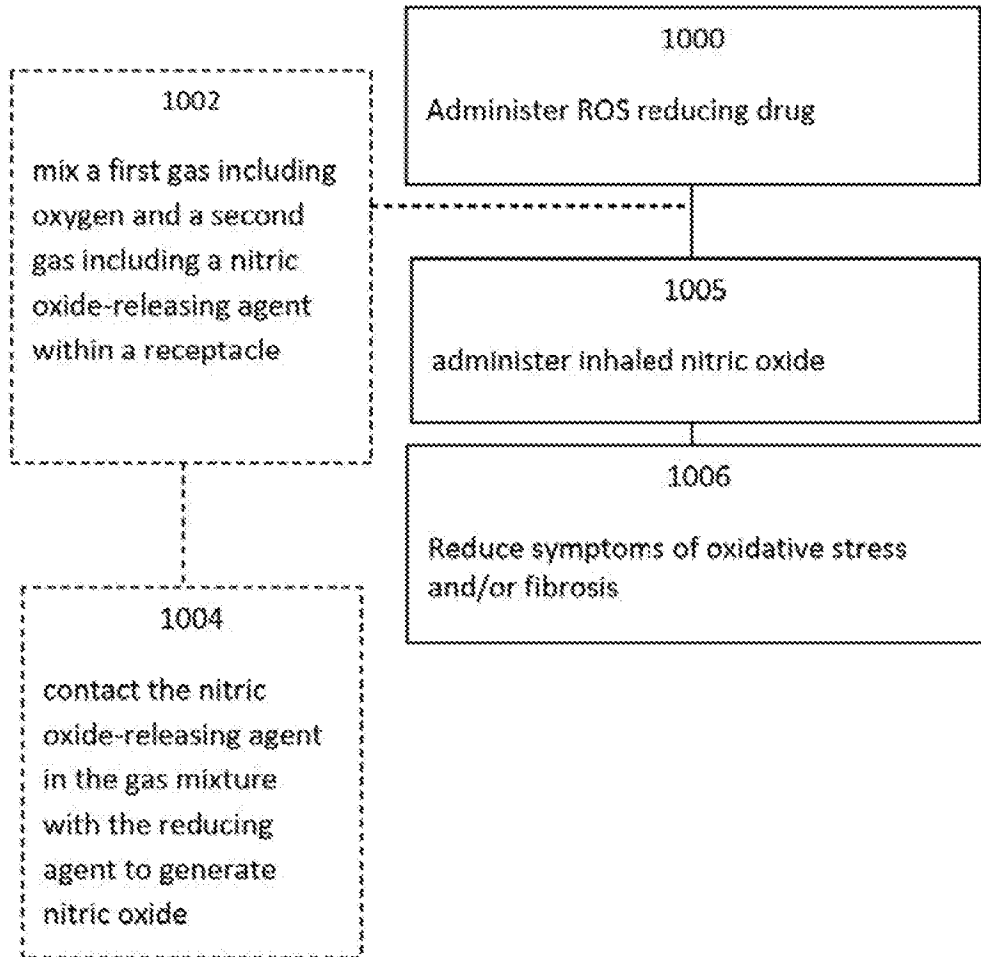 1000
Administer ROS reducing drug
1002
mix a first gas including
oxygen and a second
gas including a nitric
oxide-releasing agent
within a receptacle
1005
administer inhaled nitric oxide
1006
Reduce symptoms of oxidative stress
and/or fibrosis
1004
contact the nitric
oxide-releasing agent
in the gas mixture
with the reducing
agent to generate
nitric oxide